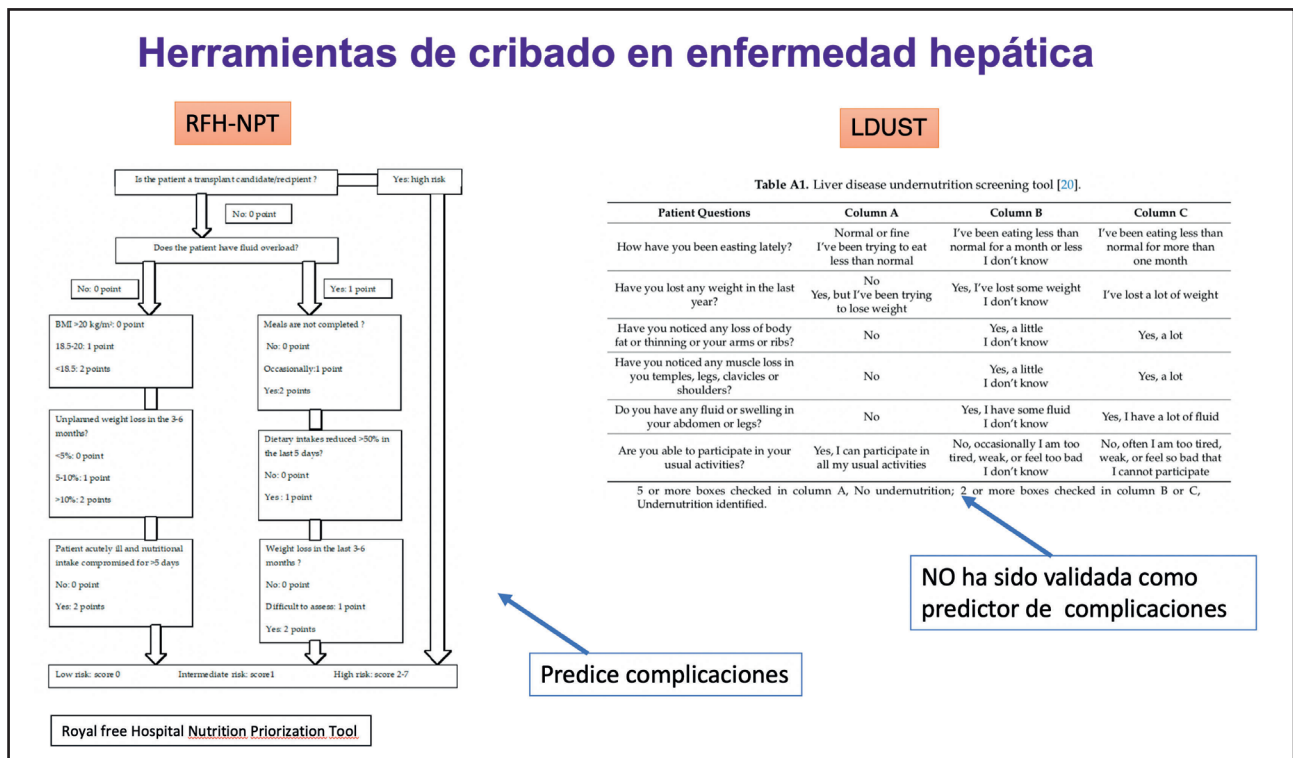 Herramientas de cribado en enfermedad hepática
RFH-NPT
Is the patient a transplant candidate/recipient ?
Yes: high risk
No: 0 point
Does the patient have fluid overload?
No: 0 point
Yes: 1 point
BMI >20 kg/m²: 0 point
18.5-20: 1 point
<18.5: 2 points
Unplanned weight loss in the 3-6
months?
<5%: 0 point
5-10%: 1 point
>10%: 2 points
Patient acutely ill and nutritional
intake compromised for >5 days
No: 0 point
Yes: 2 points
Meals are not completed ?
No: 0 point
Occasionally:1 point
Yes:2 points
Dietary intakes reduced >50% in
the last 5 days?
No: 0 point
Yes : 1 point
Weight loss in the last 3-6
months ?
No: 0 point
Difficult to assess: 1 point
Yes: 2 points
Low risk: score 0 Intermediate risk: score1 High risk: score 2-7
Royal free Hospital Nutrition Priorization Tool
Predice complicaciones
LDUST
Table A1. Liver disease undernutrition screening tool [20].
Patient Questions Column A Column B Column C
How have you been easting lately?
Normal or fine
I've been trying to eat
less than normal
I've been eating less than
normal for a month or less
I don't know
I've been eating less than
normal for more than
one month
Have you lost any weight in the last
year?
No
Yes, but I've been trying
to lose weight
Yes, I've lost some weight
I don't know
I've lost a lot of weight
Have you noticed any loss of body
fat or thinning or your arms or ribs?
No
Yes, a little
I don't know
Yes, a lot
Have you noticed any muscle loss in
you temples, legs, clavicles or
shoulders?
No
Yes, a little
I don't know
Yes, a lot
Do you have any fluid or swelling in
your abdomen or legs?
No
Yes, I have some fluid
I don't know
Yes, I have a lot of fluid
Are you able to participate in your
usual activities?
Yes, I can participate in
all my usual activities
No, occasionally I am too
tired, weak, or feel too bad
I don't know
No, often I am too tired,
weak, or feel so bad that
I cannot participate
5 or more boxes checked in column A, No undernutrition; 2 or more boxes checked in column B or C,
Undernutrition identified.
NO ha sido validada como
predictor de complicaciones